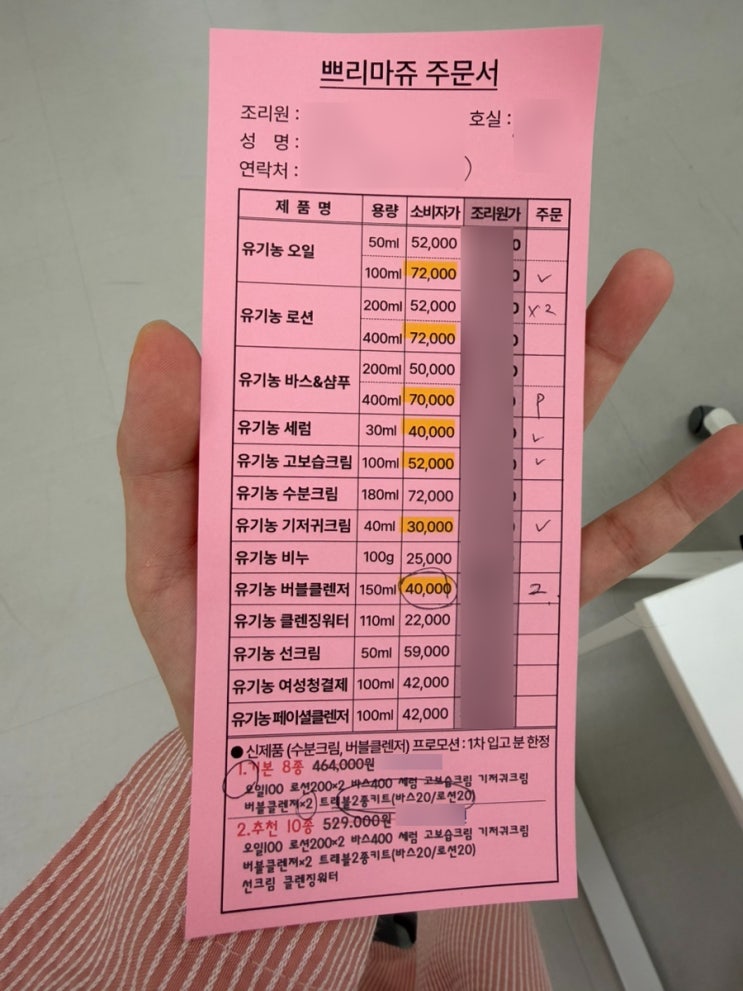 쁘리마쥬 주문서
조리원 : 호실 :
성 명 :
연락처 : )
제 품 명 용량 소비자가 조리원가 주문
유기농 오일 50ml 52,000 0
100ml 72,000 0 ✓
유기농 로션 200ml 52,000 0 x2
400ml 72,000 0
유기농 바스&샴푸 200ml 50,000 0
400ml 70,000 0 p
유기농 세럼 30ml 40,000 ✓
유기농 고보습크림 100ml 52,000 ✓
유기농 수분크림 180ml 72,000
유기농 기저귀크림 40ml 30,000 ✓
유기농 비누 100g 25,000
유기농 버블클렌저 150ml 40,000 2
유기농 클렌징워터 110ml 22,000
유기농 선크림 50ml 59,000
유기농 여성청결제 100ml 42,000
유기농 페이셜클렌저 100ml 42,000
● 신제품 (수분크림, 버블클렌저) 프로모션 : 1차 입고 분 한정
1.기본 8종 464,000원
오일100 로션200×2 바스400 세럼 고보습크림 기저귀크림
버블클렌저×2 트래블2종키트(바스20/로션20)
2.추천 10종 529.000원
오일100 로션200×2 바스400 세럼 고보습크림 기저귀크림
버블클렌저×2 트래블2종키트(바스20/로션20)
선크림 클렌징워터